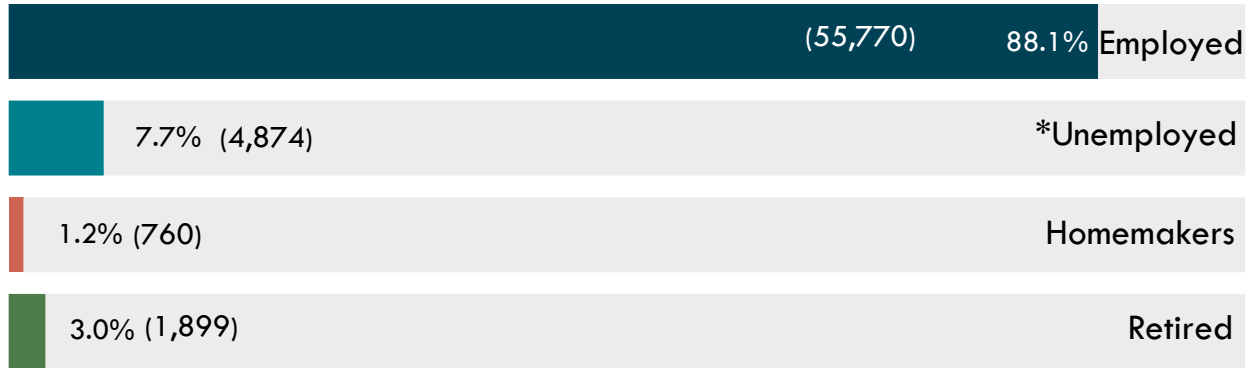 (55,770) 88.1% Employed
7.7% (4,874) *Unemployed
1.2% (760) Homemakers
3.0% (1,899) Retired